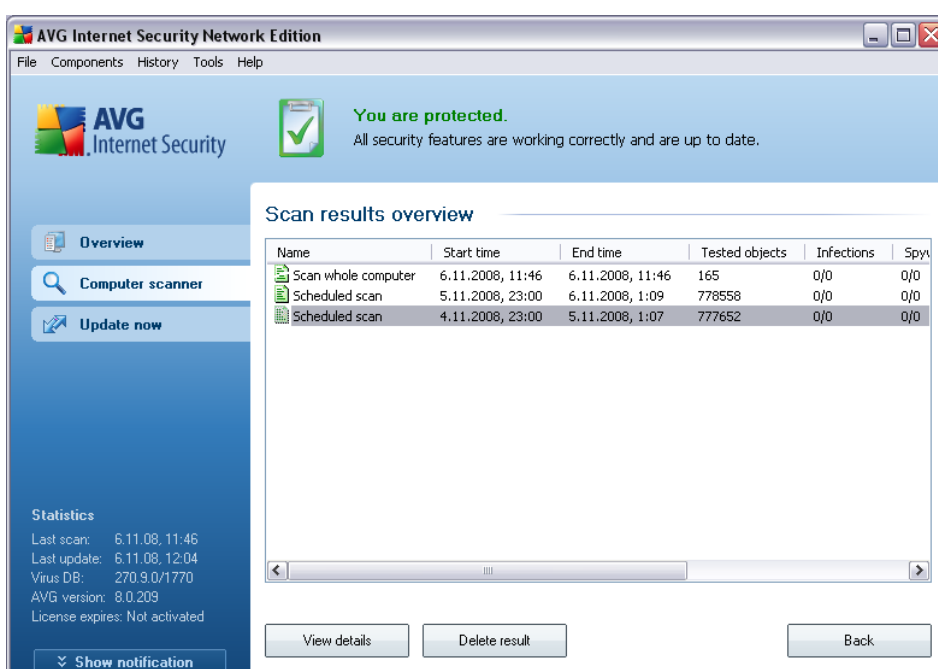 AVG Internet Security Network Edition
File Components History Tools Help
AVG
Internet Security
You are protected.
All security features are working correctly and are up to date.
Overview
Computer scanner
Update now
Scan results overview
Name Start time End time Tested objects Infections Spyw
Scan whole computer 6.11.2008, 11:46 6.11.2008, 11:46 165 0/0 0/0
Scheduled scan 5.11.2008, 23:00 6.11.2008, 1:09 778558 0/0 0/0
Scheduled scan 4.11.2008, 23:00 5.11.2008, 1:07 777652 0/0 0/0
Statistics
Last scan: 6.11.08, 11:46
Last update: 6.11.08, 12:04
Virus DB: 270.9.0/1770
AVG version: 8.0.209
License expires: Not activated
Show notification
View details Delete result Back